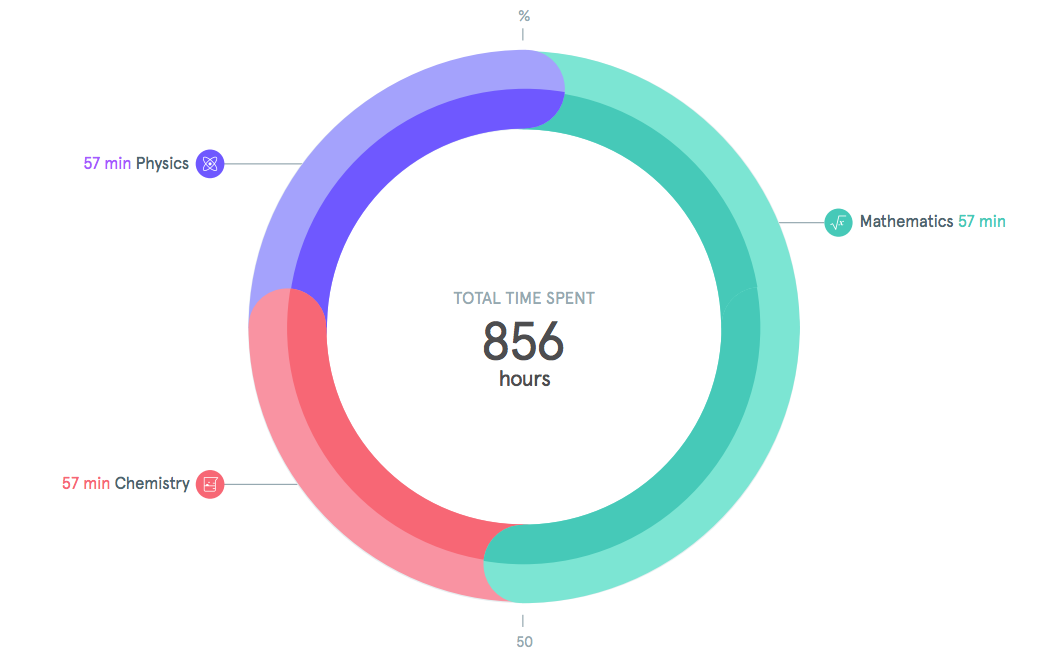 %
57 min Physics
Mathematics 57 min
TOTAL TIME SPENT
856
hours
57 min Chemistry
50